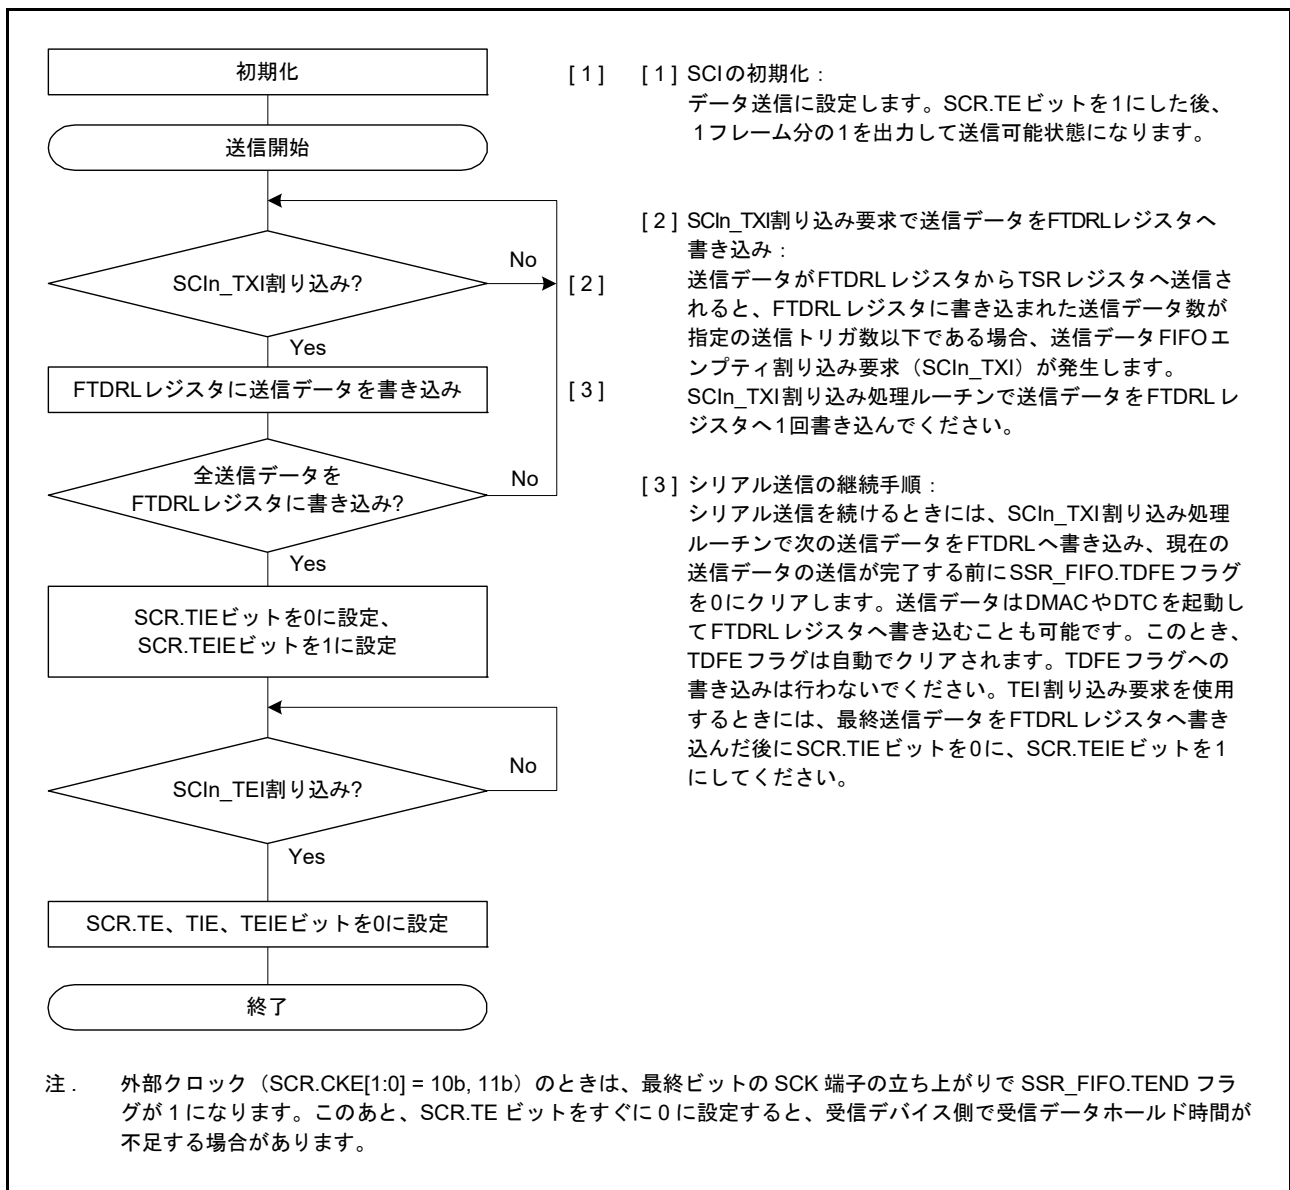 初期化
[ 1 ]
送信開始
SCIn_TXI割り込み?
No
[ 2 ]
Yes
FTDRLレジスタに送信データを書き込み
[ 3 ]
全送信データを
FTDRLレジスタに書き込み?
No
Yes
SCR.TIEビットを0に設定、
SCR.TEIEビットを1に設定
SCIn_TEI割り込み?
No
Yes
SCR.TE、TIE、TEIEビットを0に設定
終了
[ 1 ] SCIの初期化：
データ送信に設定します。SCR.TEビットを1にした後、
1フレーム分の1を出力して送信可能状態になります。
[ 2 ] SCIn_TXI割り込み要求で送信データをFTDRLレジスタへ
書き込み：
送信データがFTDRLレジスタからTSRレジスタへ送信さ
れると、FTDRLレジスタに書き込まれた送信データ数が
指定の送信トリガ数以下である場合、送信データFIFOエ
ンプティ割り込み要求（SCIn_TXI）が発生します。
SCIn_TXI割り込み処理ルーチンで送信データをFTDRLレ
ジスタへ1回書き込んでください。
[ 3 ] シリアル送信の継続手順：
シリアル送信を続けるときには、SCIn_TXI割り込み処理
ルーチンで次の送信データをFTDRLへ書き込み、現在の
送信データの送信が完了する前にSSR_FIFO.TDFEフラグ
を0にクリアします。送信データはDMACやDTCを起動し
てFTDRLレジスタへ書き込むことも可能です。このとき、
TDFEフラグは自動でクリアされます。TDFEフラグへの
書き込みは行わないでください。TEI割り込み要求を使用
するときには、最終送信データをFTDRLレジスタへ書き
込んだ後にSCR.TIEビットを0に、SCR.TEIEビットを1
にしてください。
注 . 外部クロック（SCR.CKE[1:0] = 10b, 11b）のときは、最終ビットの SCK 端子の立ち上がりで SSR_FIFO.TEND フラ
グが 1 になります。このあと、SCR.TE ビットをすぐに 0 に設定すると、受信デバイス側で受信データホールド時間が
不足する場合があります。